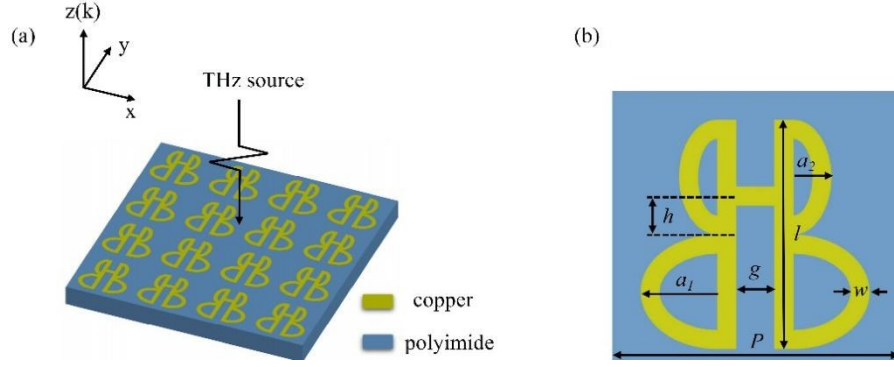 (a)
z(k)
y
x
THz source
copper
polyimide
(b)
a2
h
l
g
a1
w
P